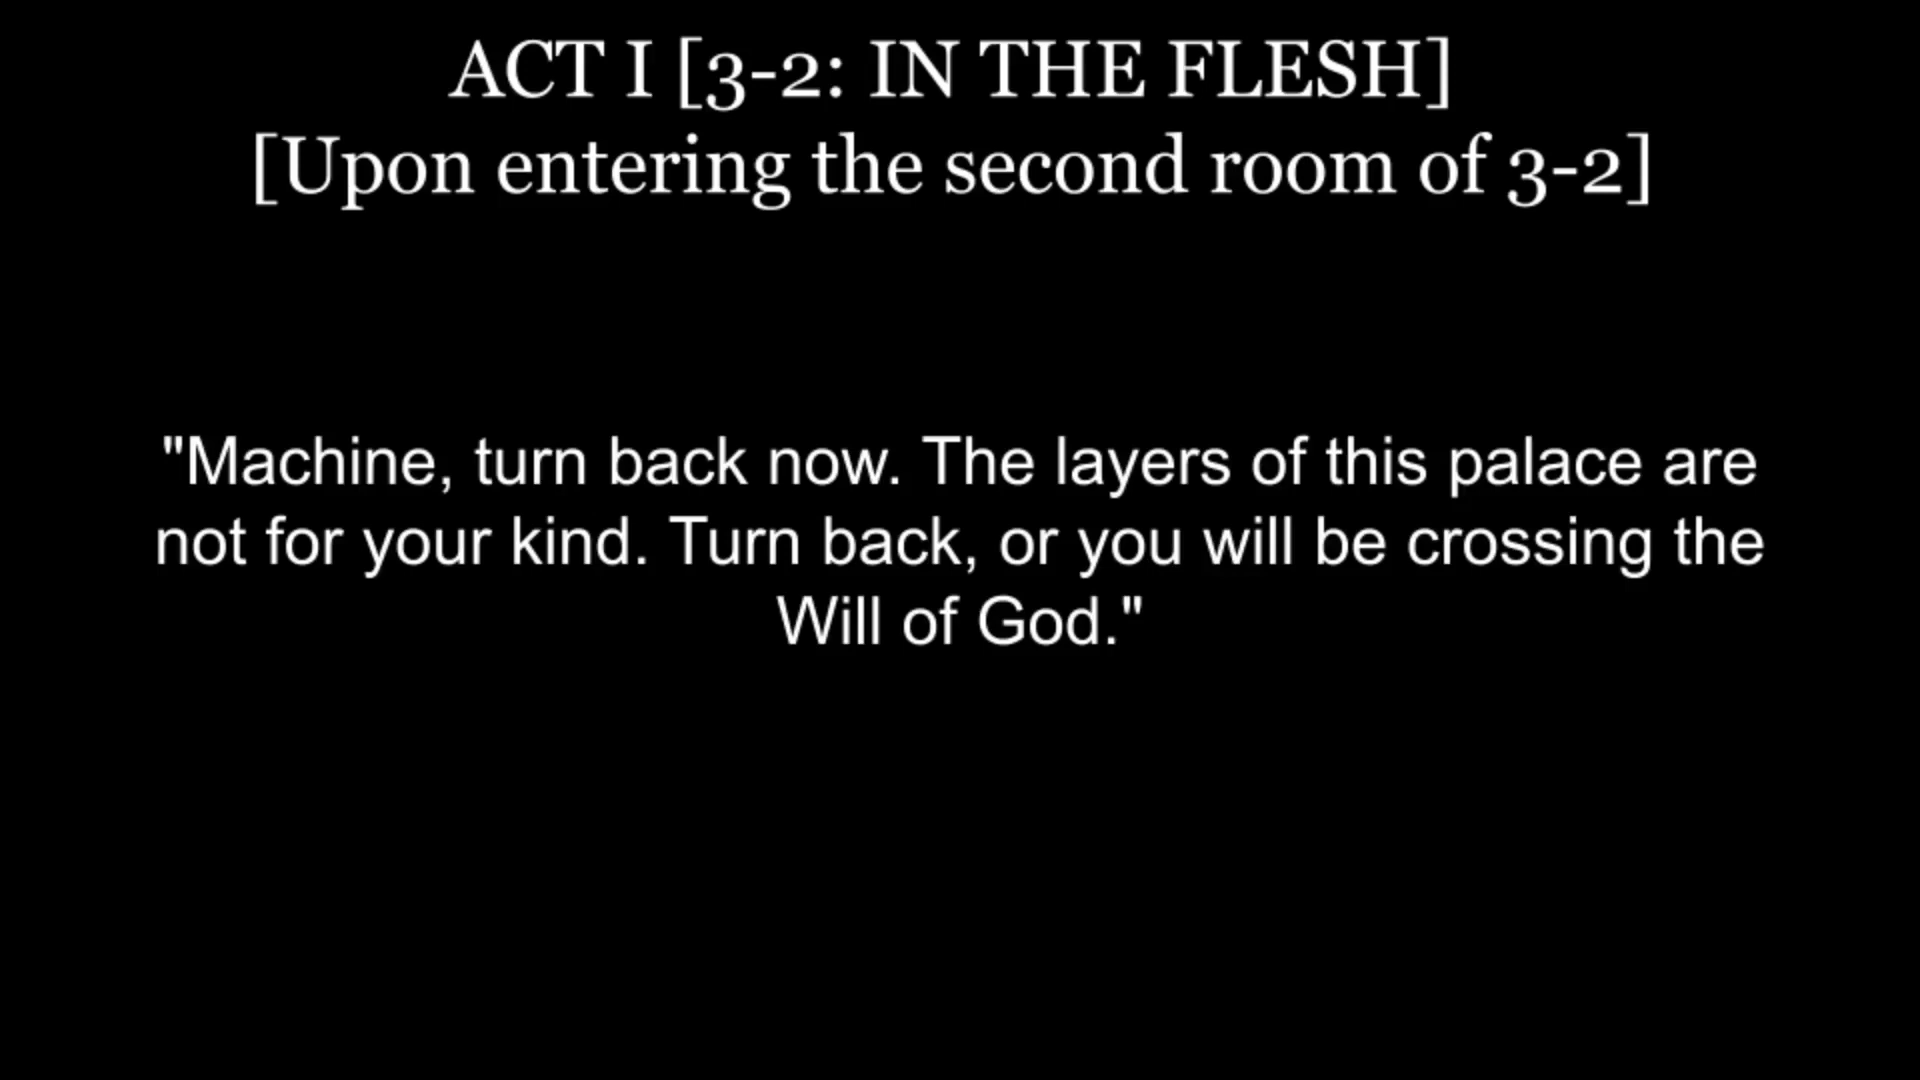 ACT I [3-2: IN THE FLESH]
[Upon entering the second room of 3-2]
"Machine, turn back now. The layers of this palace are
not for your kind. Turn back, or you will be crossing the
Will of God."